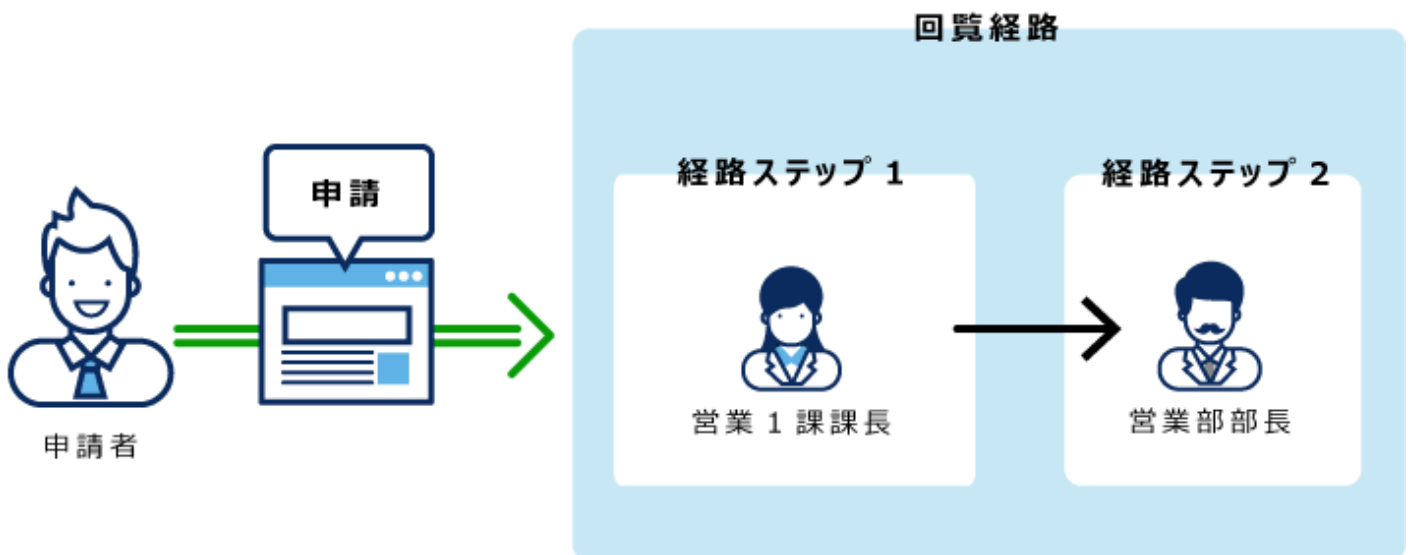 回覧経路
申請
経路ステップ 1
経路ステップ 2
申請者
営業1課課長
営業部部長